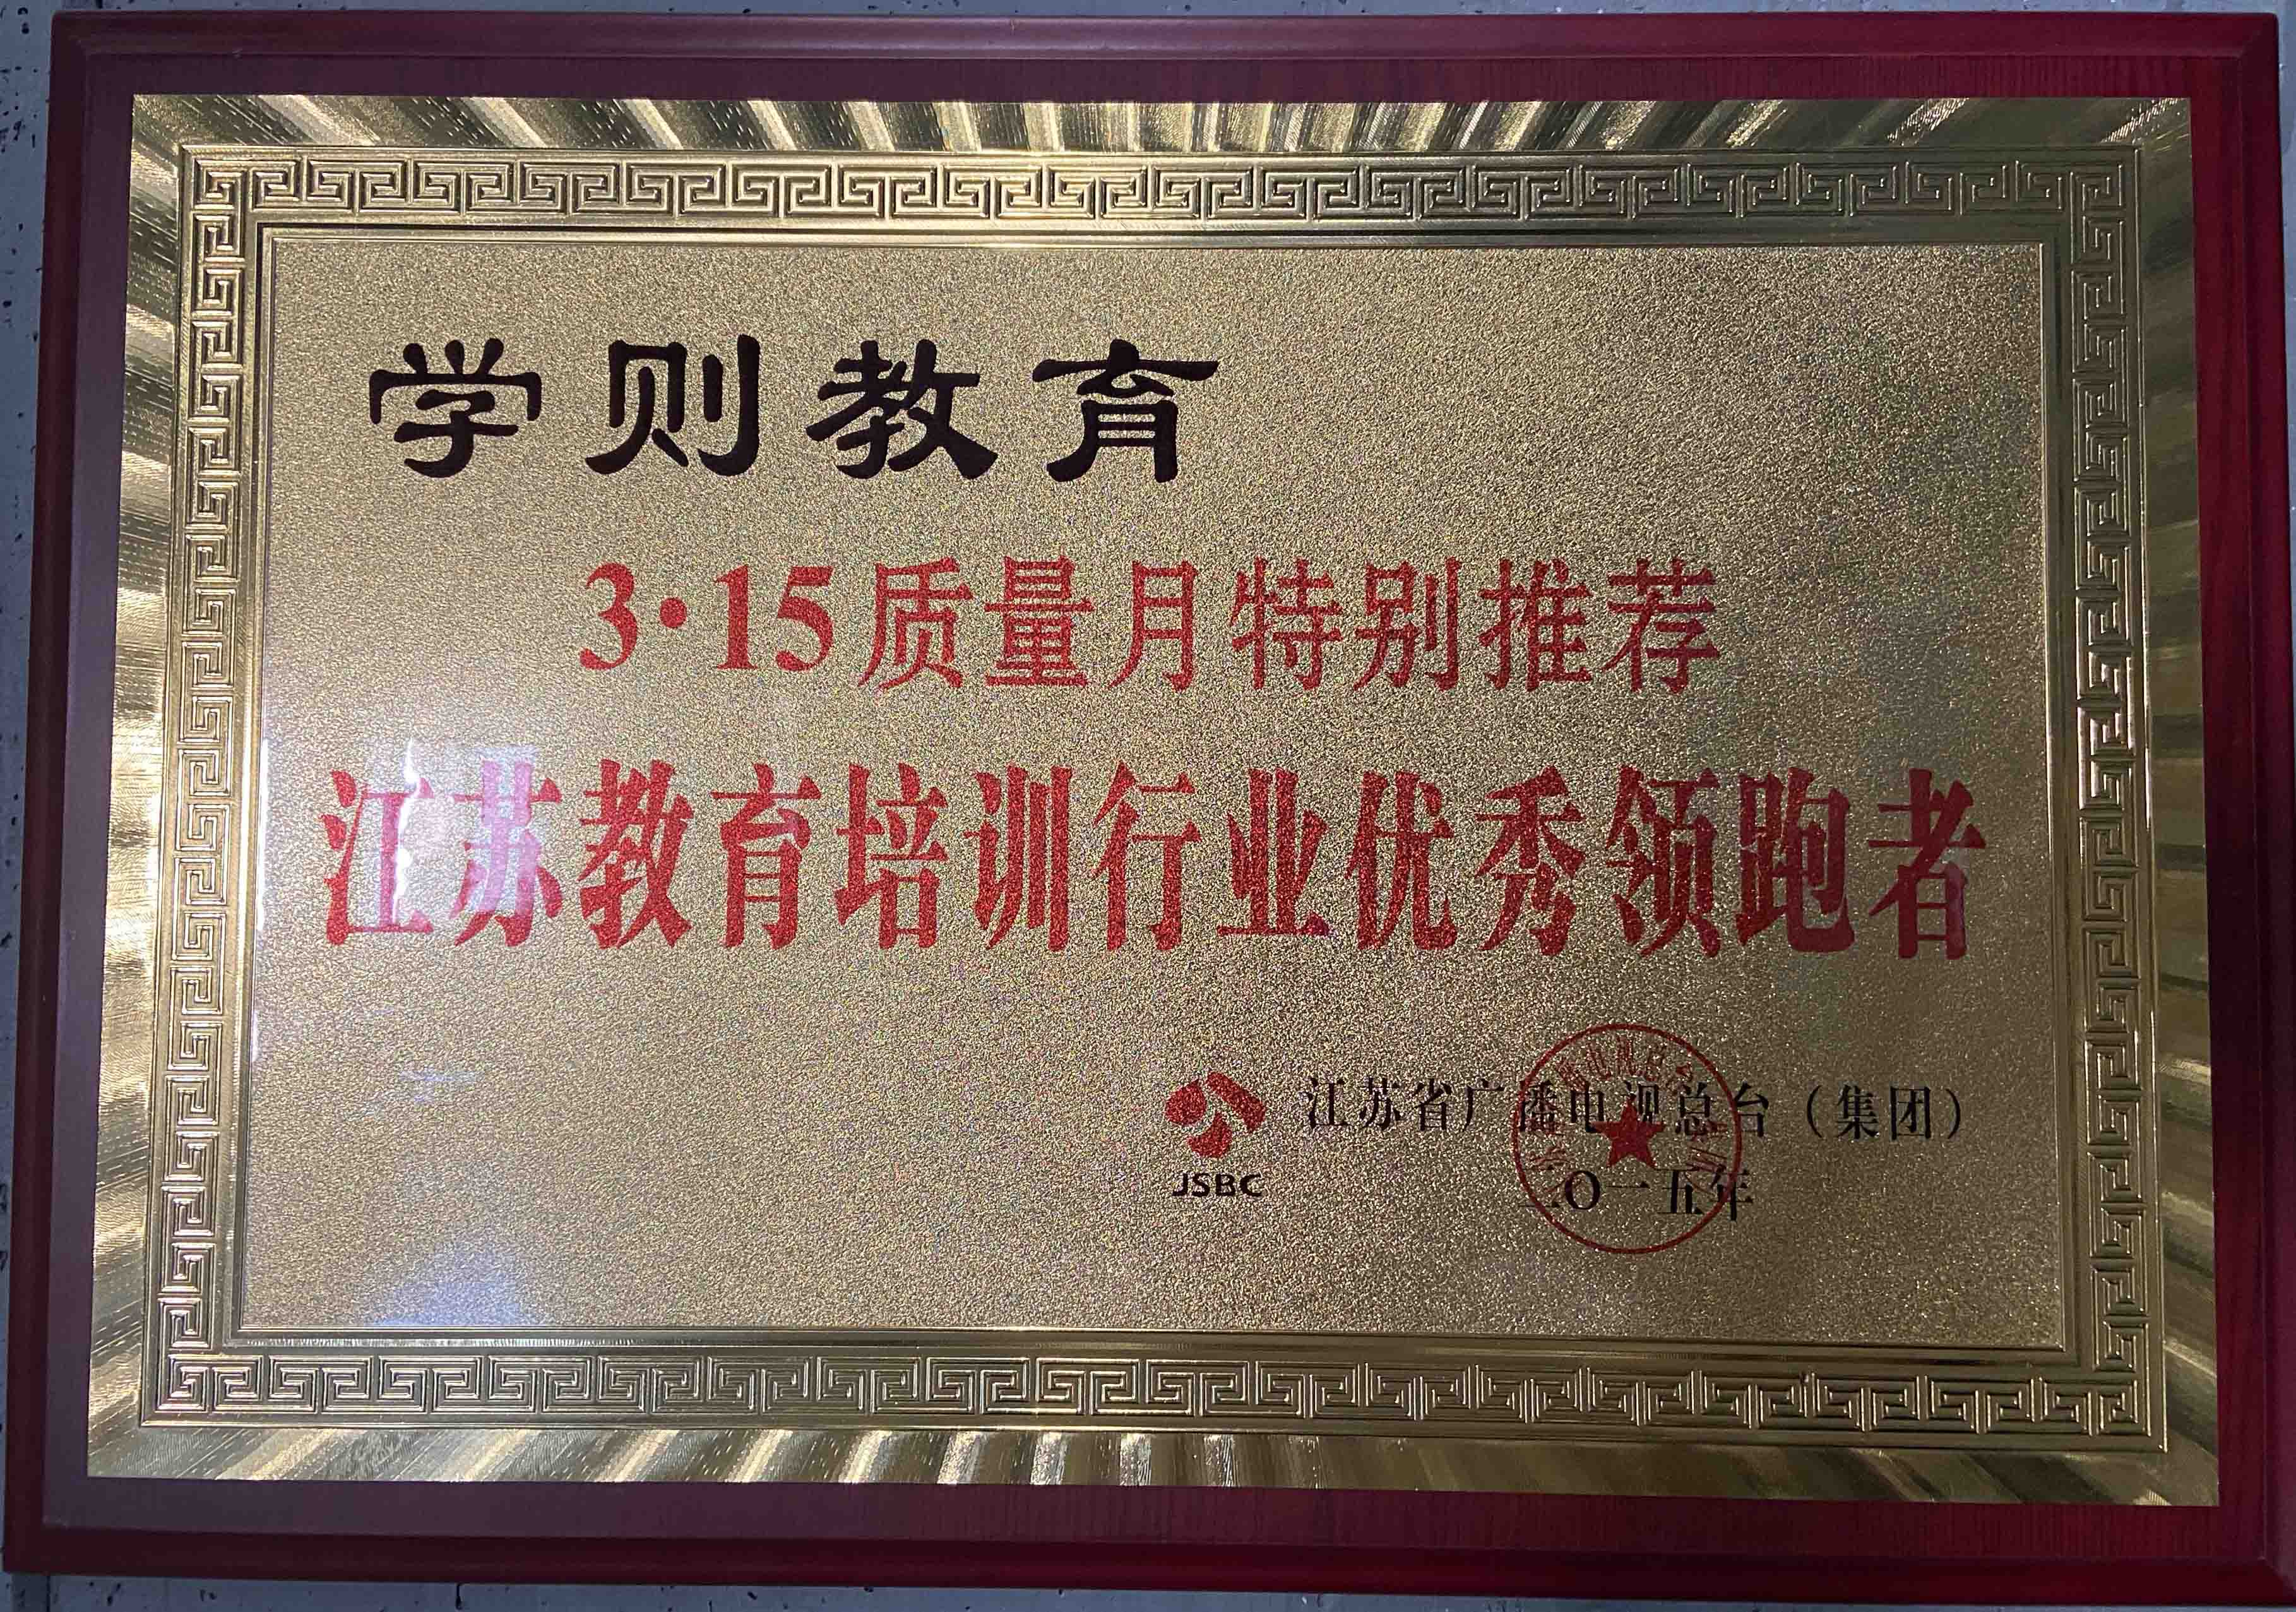 学则教育
3·15质量月特别推荐
江苏教育培训行业优秀领跑者
江苏省广播电视总台（集团）
JSBC
二〇一五年